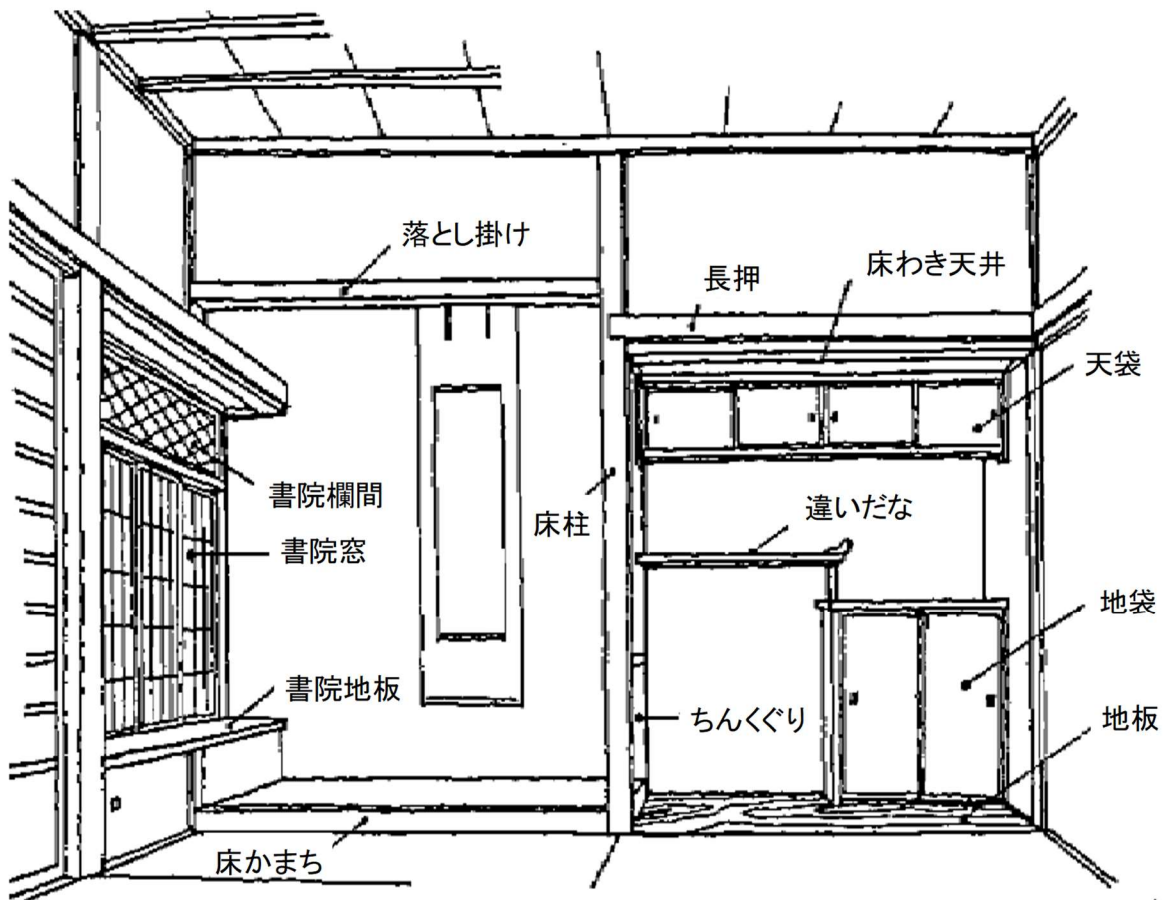 落とし掛け
長押
床わき天井
天袋
書院欄間
床柱
違いだな
書院窓
地袋
書院地板
ちんくぐり
地板
床かまち